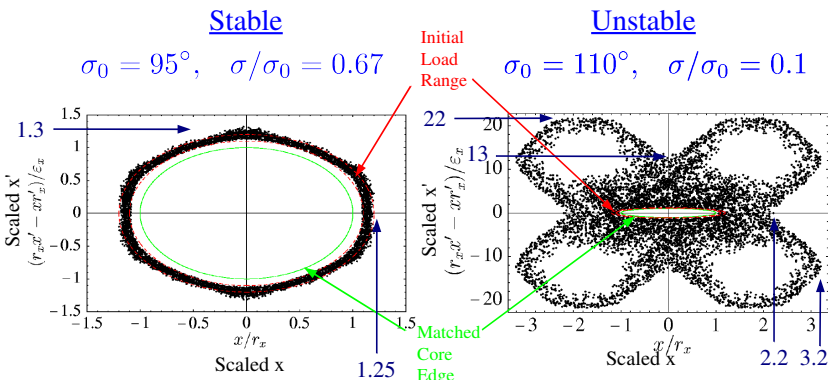 Stable
σ₀ = 95°, σ/σ₀ = 0.67
Initial
Load
Range
Unstable
σ₀ = 110°, σ/σ₀ = 0.1
1.3
Scaled x'
(rₓx' − xr'ₓ)/εₓ
1.5
1
0.5
0
−0.5
−1
−1.5
−1.5
−1
−0.5
0
0.5
1
1.5
x/rₓ
Scaled x
1.25
Matched
Core
Edge
22
13
Scaled x'
(rₓx' − xr'ₓ)/εₓ
20
10
0
−10
−20
−3
−2
−1
0
1
2
3
x/rₓ
Scaled x
2.2
3.2